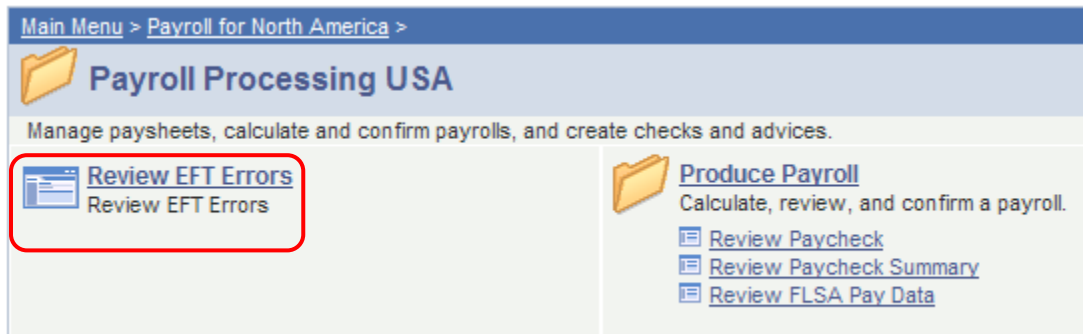 Main Menu > Payroll for North America >
Payroll Processing USA
Manage paysheets, calculate and confirm payrolls, and create checks and advices.
Review EFT Errors
Review EFT Errors
Produce Payroll
Calculate, review, and confirm a payroll.
Review Paycheck
Review Paycheck Summary
Review FLSA Pay Data